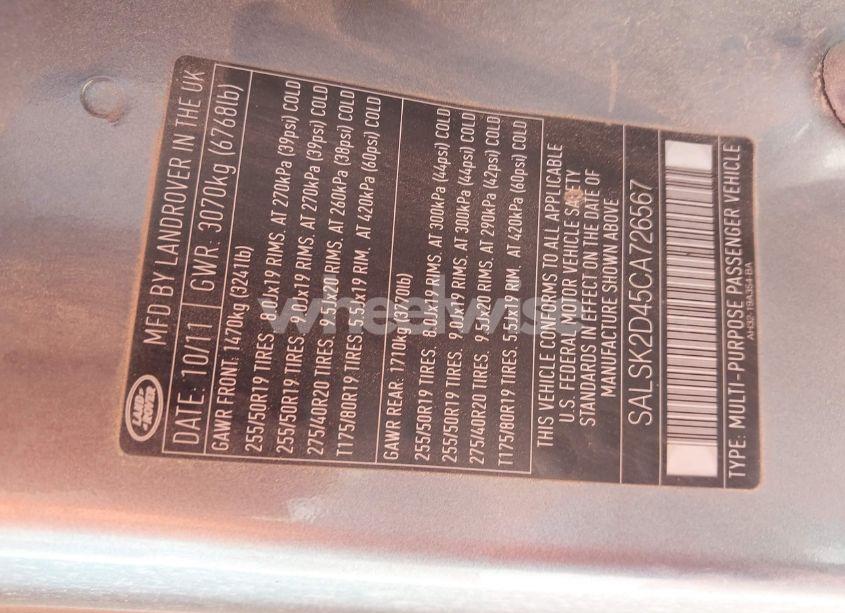 LAND-
ROVER
MFD BY LANDROVER IN THE UK
DATE: 10/11 GWR: 3070kg (6768lb)
GAWR FRONT: 1470kg (3241lb)
255/50R19 TIRES. 8.0Jx19 RIMS, AT 270kPa (39psi) COLD
255/50R19 TIRES. 9.0Jx19 RIMS. AT 270kPa (39psi) COLD
275/40R20 TIRES. 9.5Jx20 RIMS, AT 260kPa (38psi) COLD
T175/80R19 TIRES 5.5Jx19 RIM, AT 420kPa (60psi) COLD
GAWR REAR: 1710kg (3770lb)
255/50R19 TIRES. 8.0Jx19 RIMS, AT 300kPa (44psi) COLD
255/50R19 TIRES. 9.0Jx19 RIMS, AT 300kPa (44psi) COLD
275/40R20 TIRES. 9.5Jx20 RIMS, AT 290kPa (42psi) COLD
T175/80R19 TIRES 5.5Jx19 RIM, AT 420kPa (60psi) COLD
THIS VEHICLE CONFORMS TO ALL APPLICABLE
U.S. FEDERAL MOTOR VEHICLE SAFETY
STANDARDS IN EFFECT ON THE DATE OF
MANUFACTURE SHOWN ABOVE
SALSK2D45CA726567
AH32-19A354-BA
TYPE: MULTI-PURPOSE PASSENGER VEHICLE
wheelwise